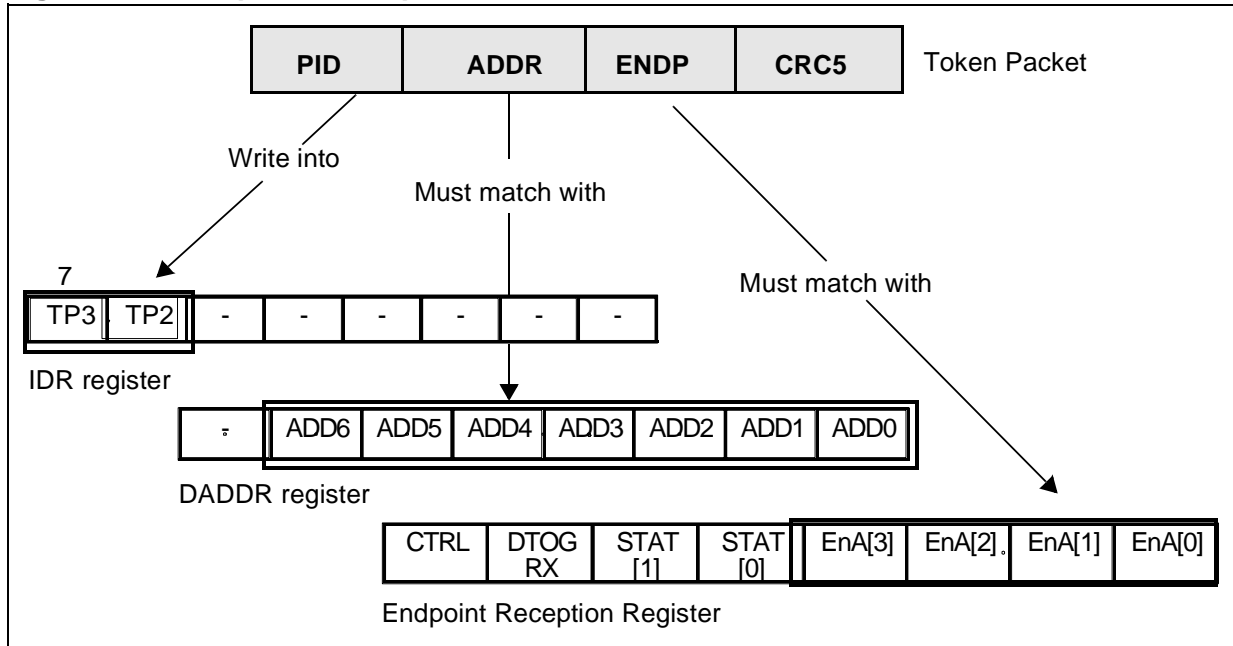 PID ADDR ENDP CRC5 Token Packet
Write into
Must match with
Must match with
7
TP3 TP2 - - - - - -
IDR register
- ADD6 ADD5 ADD4 ADD3 ADD2 ADD1 ADD0
DADDR register
CTRL DTOG RX STAT [1] STAT [0] EnA[3] EnA[2] EnA[1] EnA[0]
Endpoint Reception Register